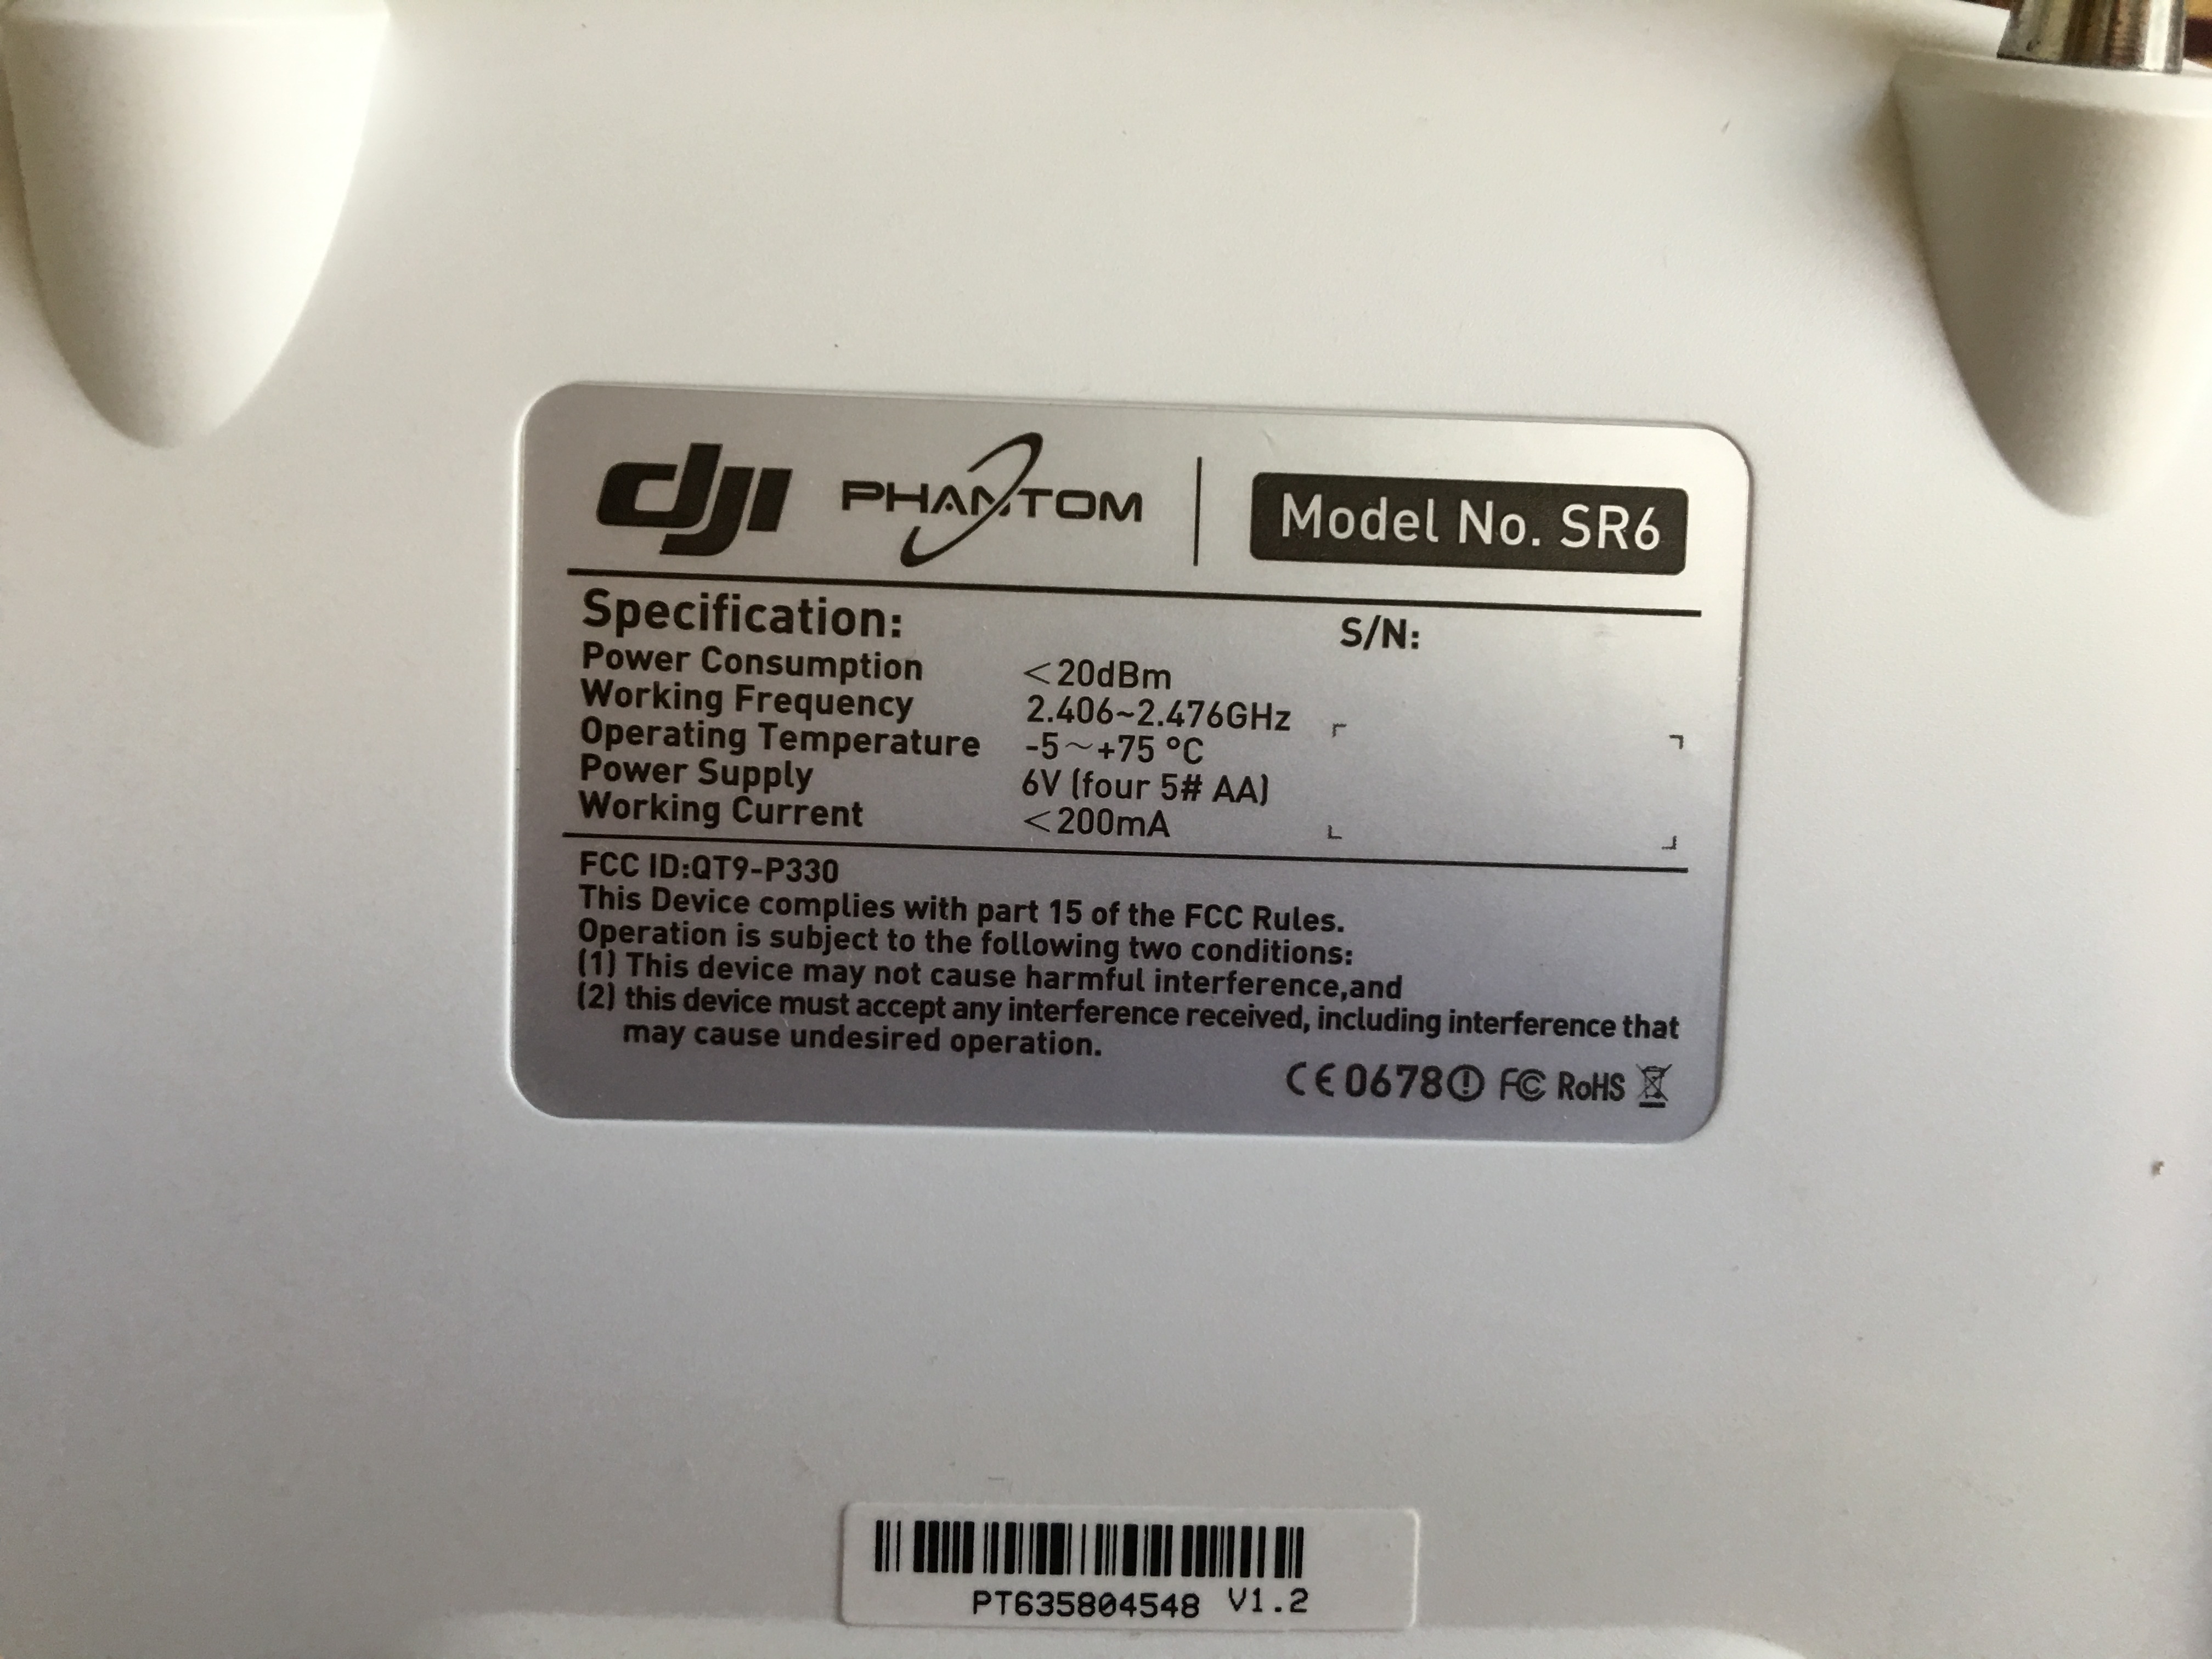 dji PHANTOM Model No. SR6
Specification:
S/N:
Power Consumption <20dBm
Working Frequency 2.406~2.476GHz
Operating Temperature -5~+75 °C
Power Supply 6V (four 5# AA)
Working Current <200mA
FCC ID:QT9-P330
This Device complies with part 15 of the FCC Rules.
Operation is subject to the following two conditions:
(1) This device may not cause harmful interference,and
(2) this device must accept any interference received, including interference that
may cause undesired operation.
CE0678 FC RoHS
PT635804548 V1.2